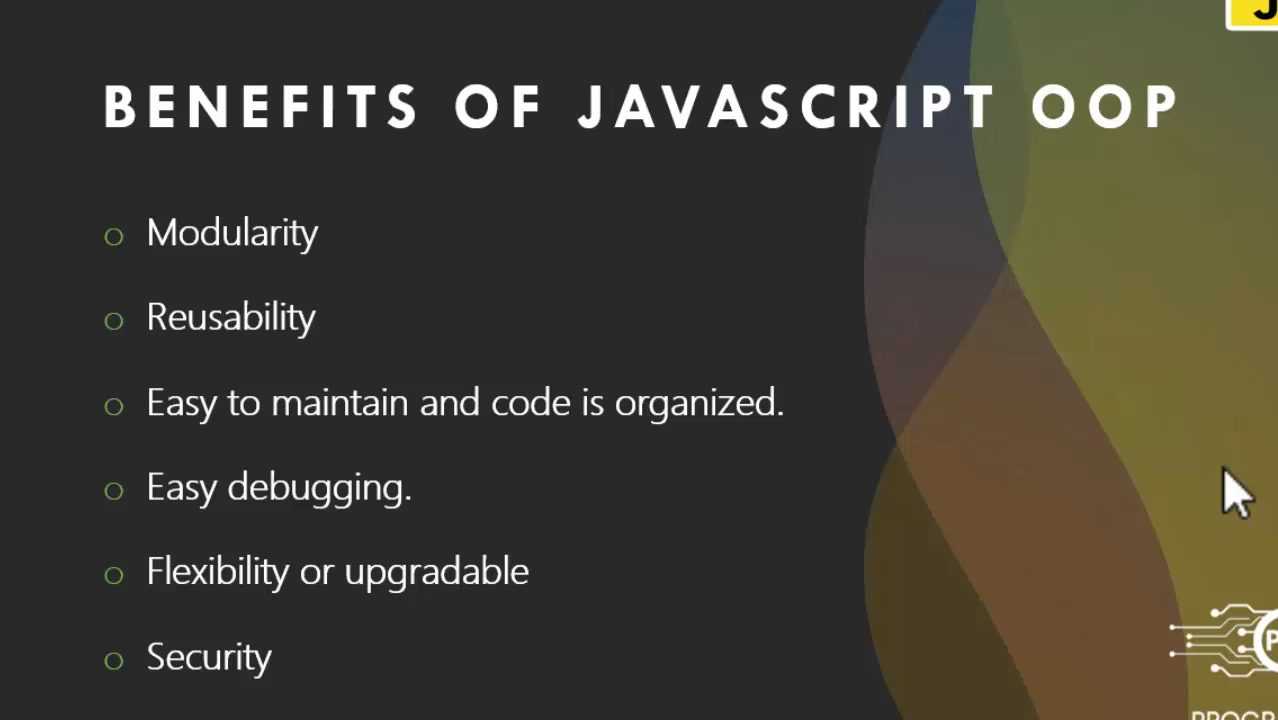 BENEFITS OF JAVASCRIPT OOP
Modularity
Reusability
Easy to maintain and code is organized.
Easy debugging.
Flexibility or upgradable
Security